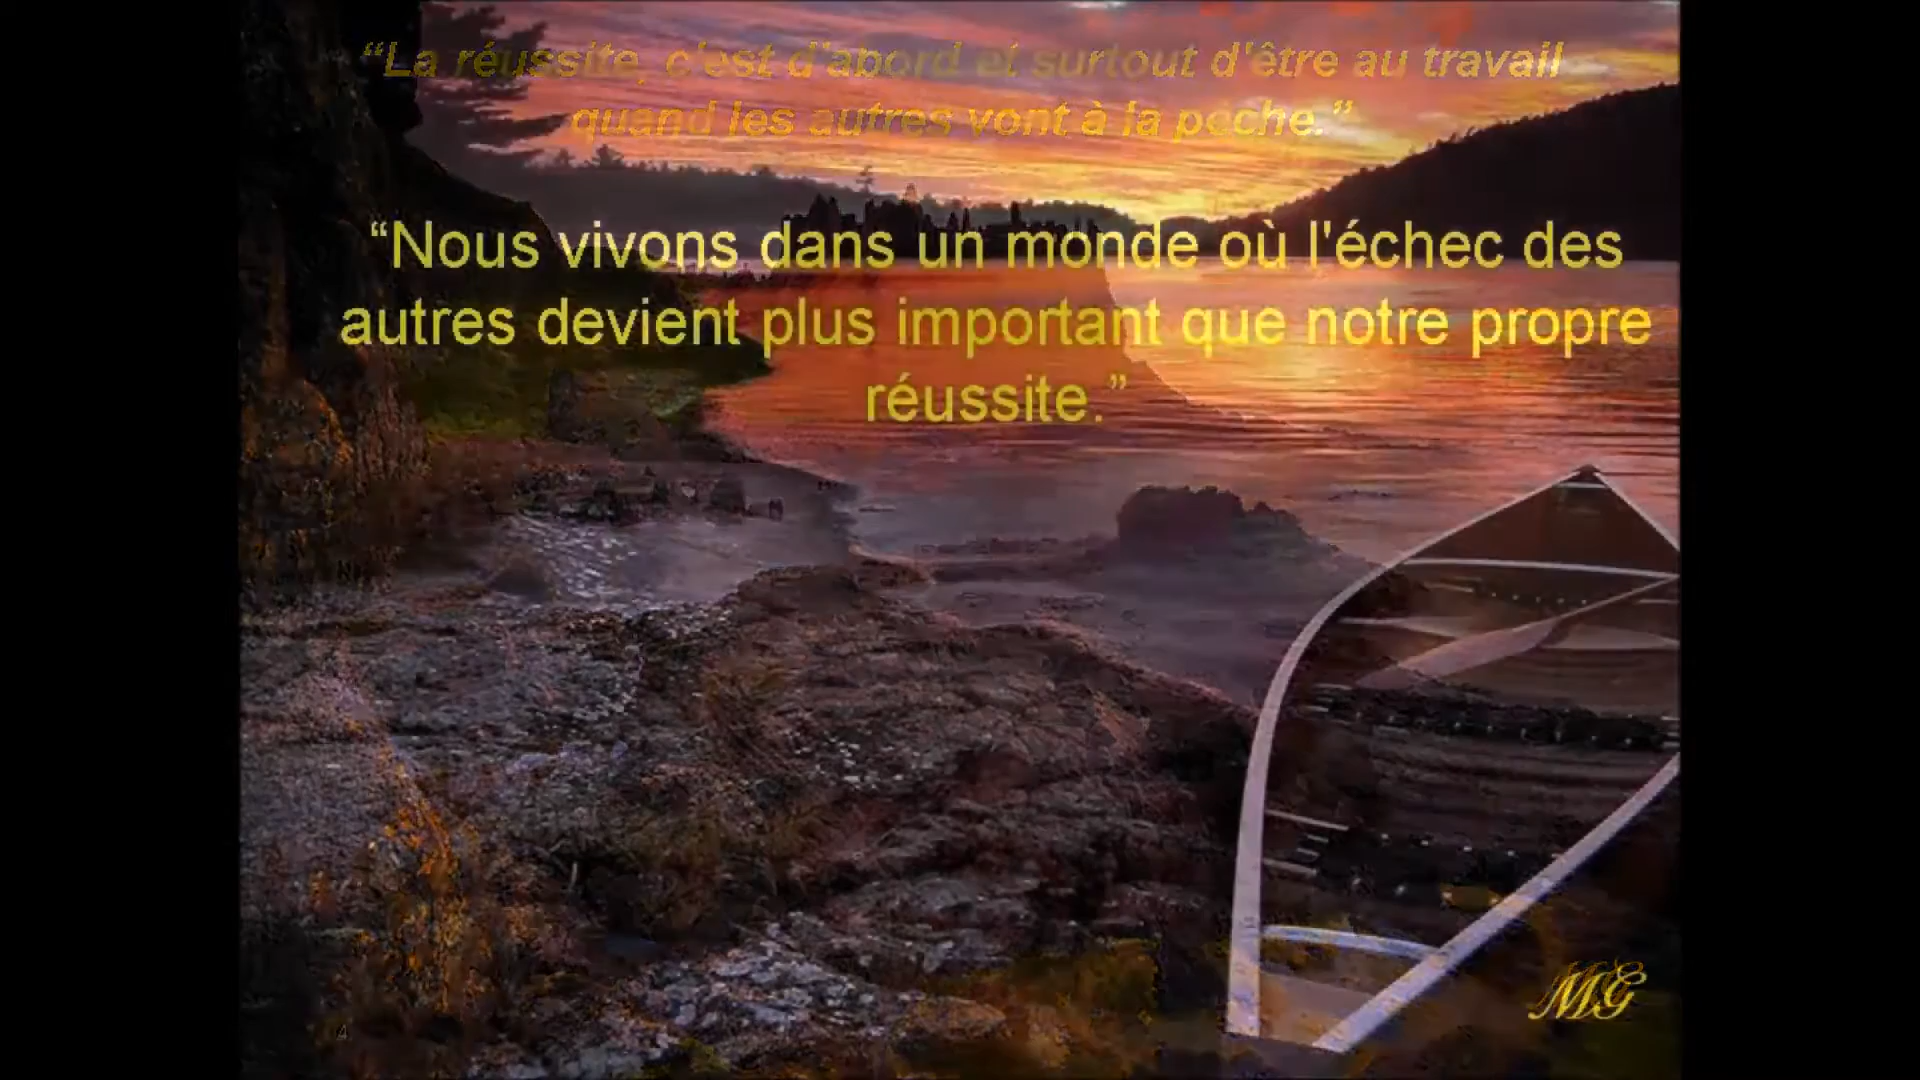 “La réussite, c'est d'abord et surtout d'être au travail
quand les autres vont à la pêche.”
“Nous vivons dans un monde où l'échec des
autres devient plus important que notre propre
réussite.”
MG
4